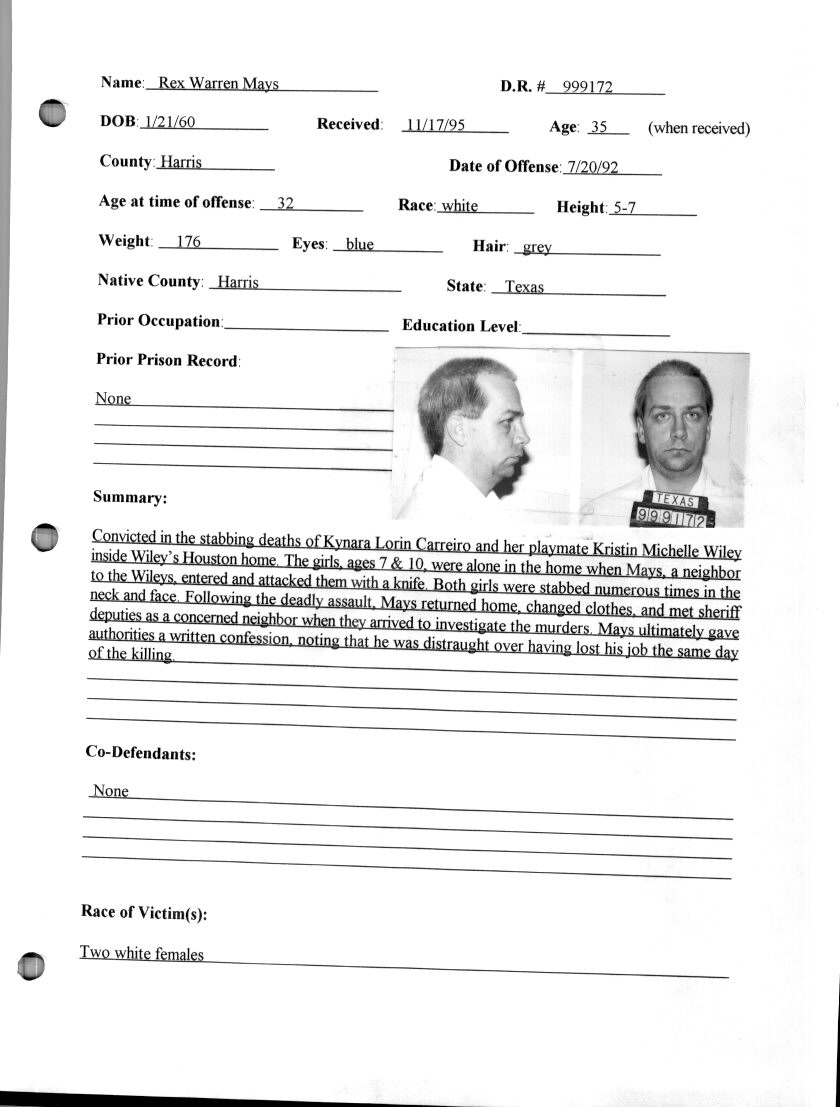 Name: Rex Warren Mays D.R. # 999172
DOB: 1/21/60 Received: 11/17/95 Age: 35 (when received)
County: Harris Date of Offense: 7/20/92
Age at time of offense: 32 Race: white Height: 5-7
Weight: 176 Eyes: blue Hair: grey
Native County: Harris State: Texas
Prior Occupation: Education Level:
Prior Prison Record:
None
TEXAS
999172
Summary:
Convicted in the stabbing deaths of Kynara Lorin Carreiro and her playmate Kristin Michelle Wiley
inside Wiley's Houston home. The girls, ages 7 & 10, were alone in the home when Mays, a neighbor
to the Wileys, entered and attacked them with a knife. Both girls were stabbed numerous times in the
neck and face. Following the deadly assault, Mays returned home, changed clothes, and met sheriff
deputies as a concerned neighbor when they arrived to investigate the murders. Mays ultimately gave
authorities a written confession, noting that he was distraught over having lost his job the same day
of the killing.
Co-Defendants:
None
Race of Victim(s):
Two white females